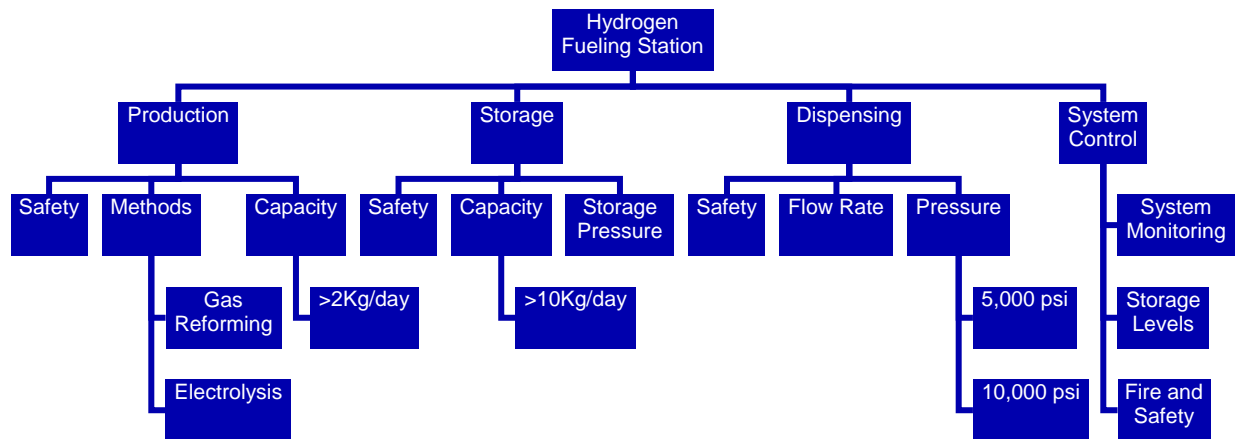 Hydrogen
Fueling Station
Production
Storage
Dispensing
System
Control
Safety
Methods
Capacity
Safety
Capacity
Storage
Pressure
Safety
Flow Rate
Pressure
System
Monitoring
Gas
Reforming
>2Kg/day
>10Kg/day
5,000 psi
Storage
Levels
Electrolysis
10,000 psi
Fire and
Safety